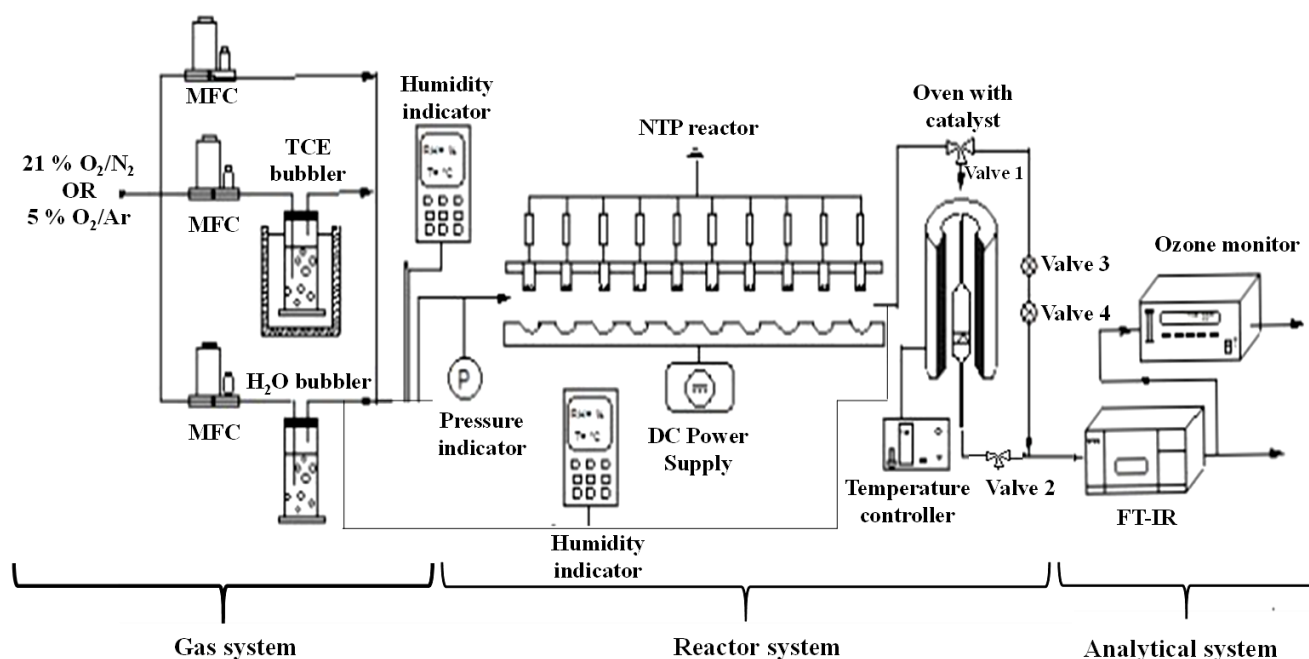 MFC
Humidity
indicator
RH= %
T= °C
NTP reactor
Oven with
catalyst
Valve 1
21 % O₂/N₂
OR
5 % O₂/Ar
MFC
TCE
bubbler
Valve 3
Valve 4
Ozone monitor
MFC
H₂O bubbler
P
Pressure
indicator
RH= %
T= °C
Humidity
indicator
DC Power
Supply
Temperature
controller
Valve 2
FT-IR
Gas system
Reactor system
Analytical system